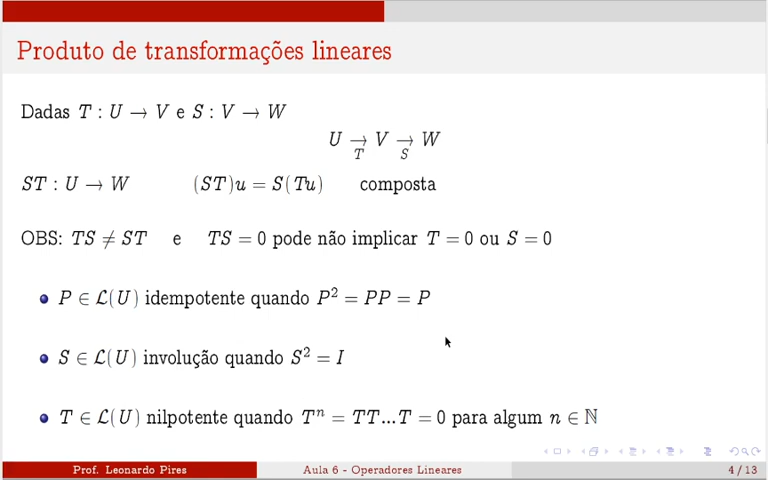 Produto de transformações lineares
Dadas T : U → V e S : V → W
U →_T V →_S W
ST : U → W (ST)u = S(Tu) composta
OBS: TS ≠ ST e TS = 0 pode não implicar T = 0 ou S = 0
P ∈ ℒ(U) idempotente quando P² = PP = P
S ∈ ℒ(U) involução quando S² = I
T ∈ ℒ(U) nilpotente quando Tⁿ = TT...T = 0 para algum n ∈ ℕ
Prof. Leonardo Pires Aula 6 - Operadores Lineares 4 / 13